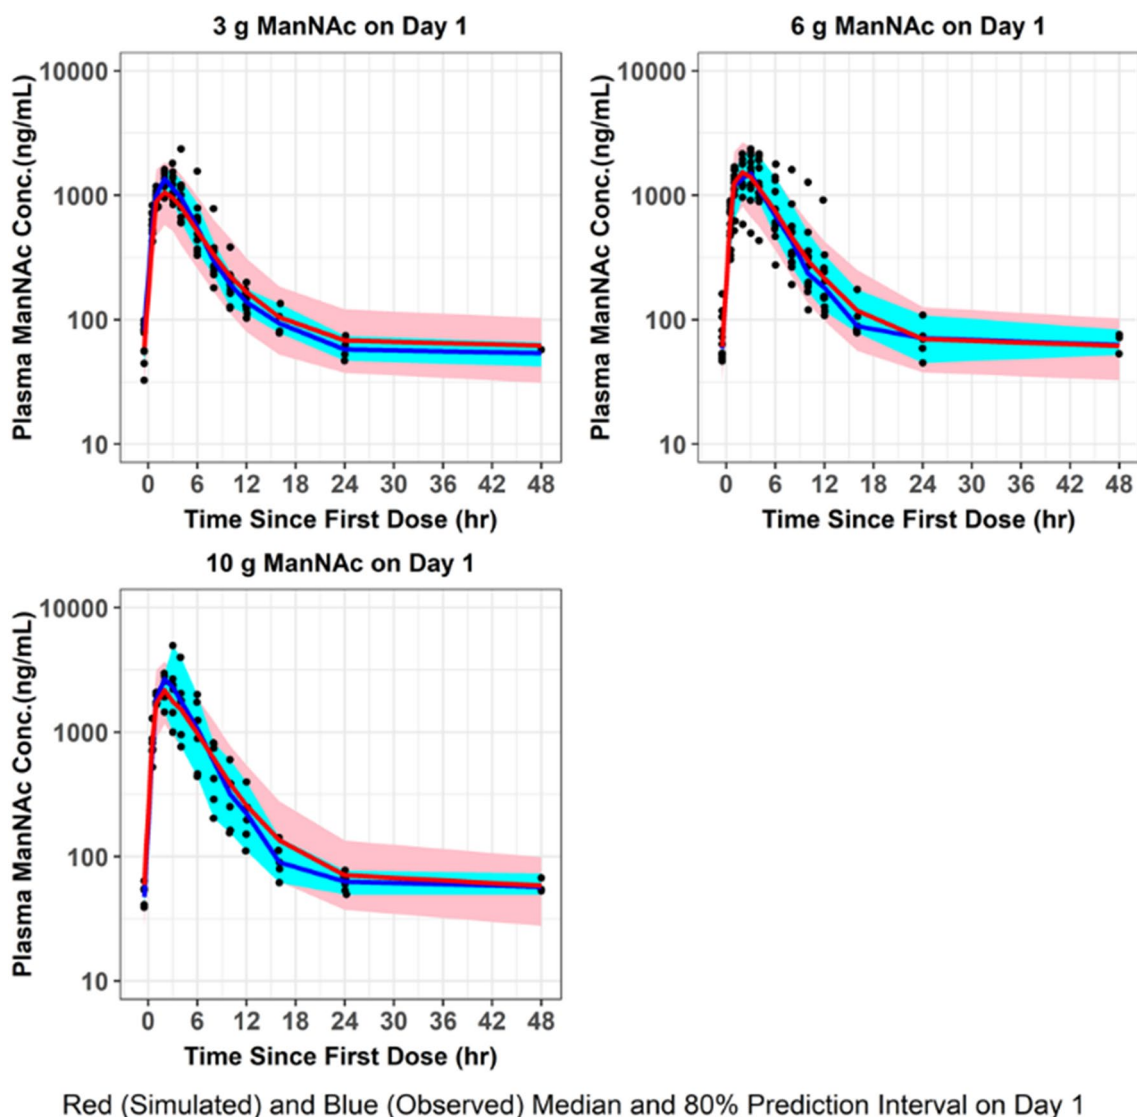 3 g ManNAc on Day 1
Plasma ManNAc Conc.(ng/mL)
10000
1000
100
10
0 6 12 18 24 30 36 42 48
Time Since First Dose (hr)
6 g ManNAc on Day 1
Plasma ManNAc Conc.(ng/mL)
10000
1000
100
10
0 6 12 18 24 30 36 42 48
Time Since First Dose (hr)
10 g ManNAc on Day 1
Plasma ManNAc Conc.(ng/mL)
10000
1000
100
10
0 6 12 18 24 30 36 42 48
Time Since First Dose (hr)
Red (Simulated) and Blue (Observed) Median and 80% Prediction Interval on Day 1